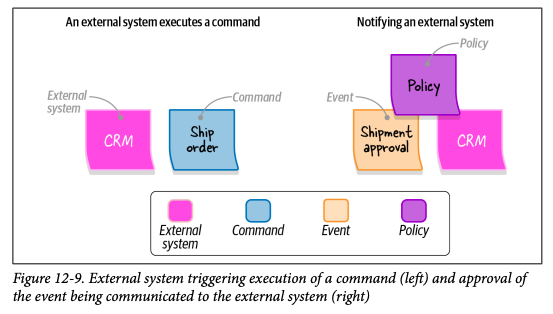 An external system executes a command
Notifying an external system
External
system
CRM
Command
Ship
order
Policy
Policy
Event
Shipment
approval
CRM
External
system
Command
Event
Policy
Figure 12-9. External system triggering execution of a command (left) and approval of
the event being communicated to the external system (right)